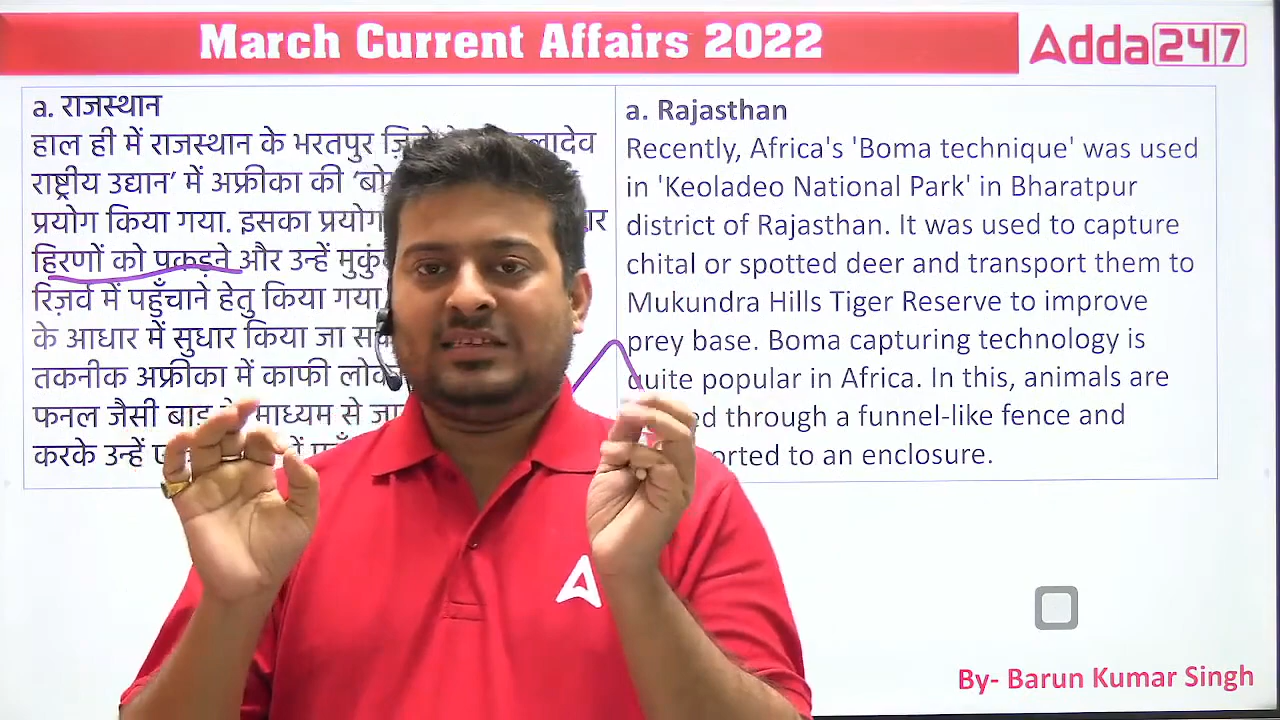 March Current Affairs 2022
Adda247
a. राजस्थान
हाल ही में राजस्थान के भरतपुर
राष्ट्रीय उद्यान’ में अफ्रीका की
प्रयोग किया गया. इसका प्रयोग
हिरणों को पकड़ने और उन्हें
रिज़र्व में पहुँचाने हेतु किया गया
के आधार में सुधार किया जा
तकनीक अफ्रीका में काफी
फनल जैसी बाड़ माध्यम से
करके उन्हें
a. Rajasthan
Recently, Africa's 'Boma technique' was used
in 'Keoladeo National Park' in Bharatpur
district of Rajasthan. It was used to capture
chital or spotted deer and transport them to
Mukundra Hills Tiger Reserve to improve
prey base. Boma capturing technology is
quite popular in Africa. In this, animals are
through a funnel-like fence and
to an enclosure.
By- Barun Kumar Singh